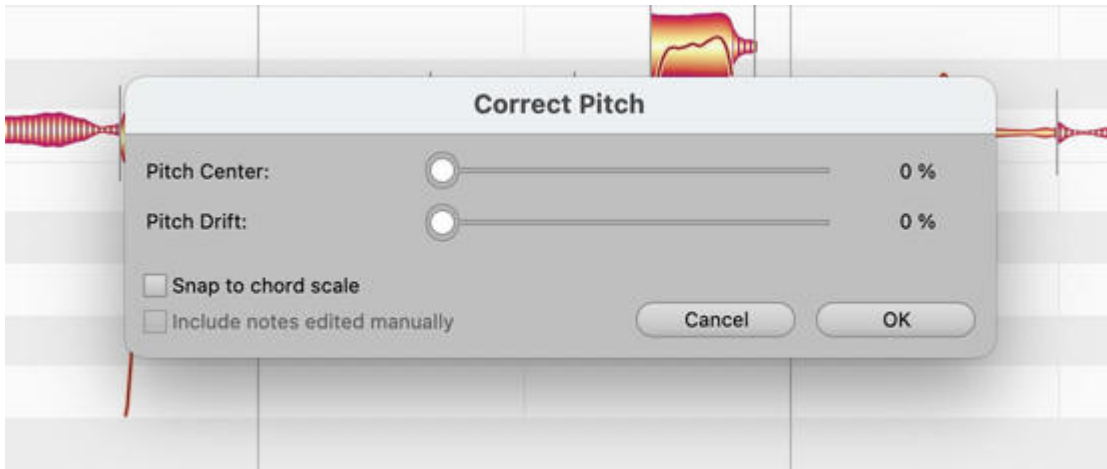 Correct Pitch
Pitch Center: 0 %
Pitch Drift: 0 %
Snap to chord scale
Include notes edited manually
Cancel OK